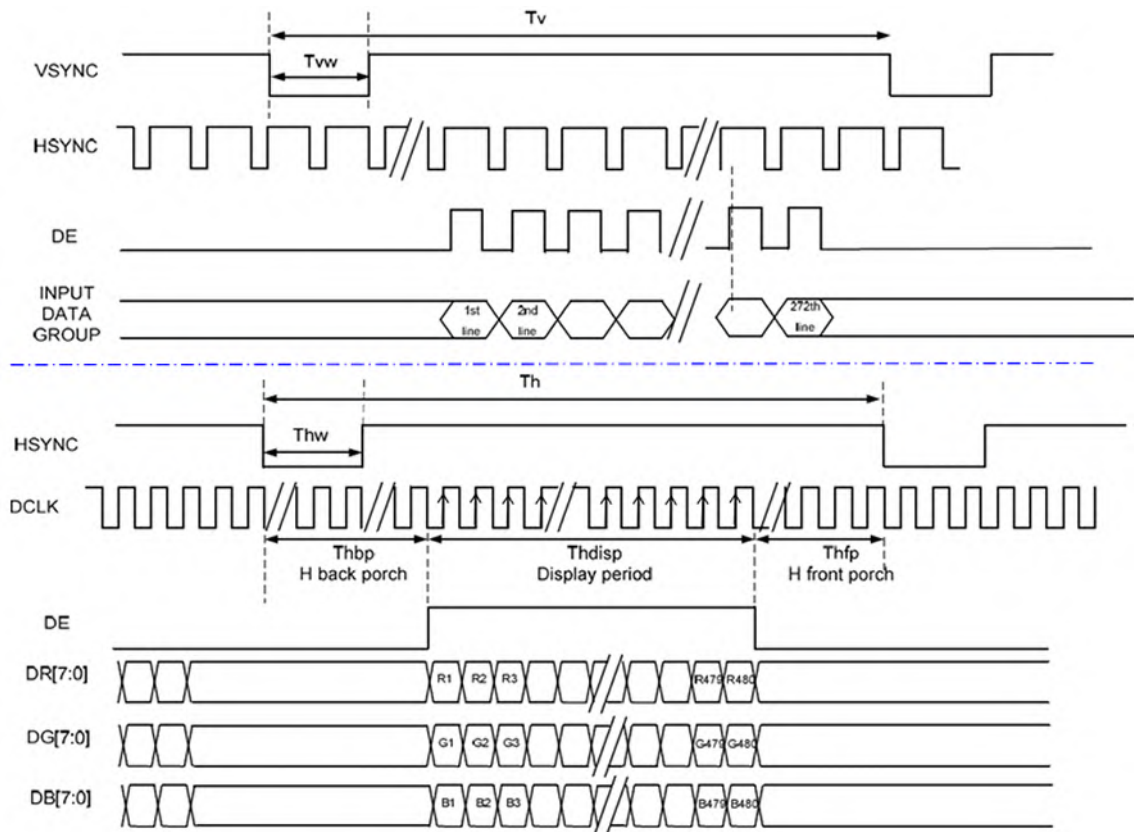 Tv
Tvw
VSYNC
HSYNC
DE
INPUT
DATA
GROUP
1st
line
2nd
line
272th
line
Th
Thw
HSYNC
DCLK
Thbp
H back porch
Thdisp
Display period
Thfp
H front porch
DE
DR[7:0]
R1 R2 R3 R479 R480
DG[7:0]
G1 G2 G3 G479 G480
DB[7:0]
B1 B2 B3 B479 B480